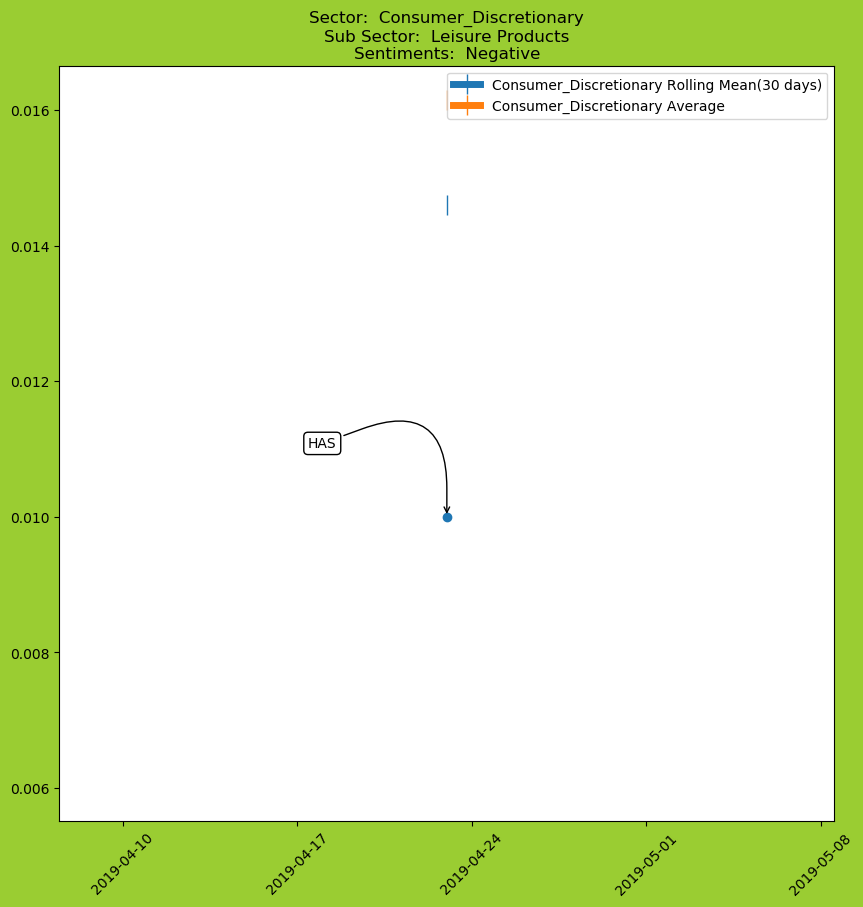 Sector:  Consumer_Discretionary
Sub Sector:  Leisure Products
Sentiments:  Negative
Consumer_Discretionary Rolling Mean(30 days)
Consumer_Discretionary Average
0.016
0.014
0.012
HAS
0.010
0.008
0.006
2019-04-10
2019-04-17
2019-04-24
2019-05-01
2019-05-08